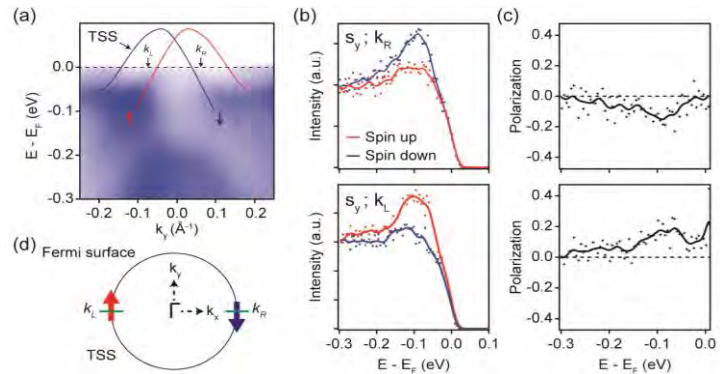 (a)
TSS
k_L
k_R
E - E_F (eV)
0.0
-0.1
-0.2
-0.3
-0.2 -0.1 0.0 0.1 0.2
k_y (Å⁻¹)
(b)
s_y ; k_R
Intensity (a.u.)
Spin up
Spin down
s_y ; k_L
Intensity (a.u.)
-0.3 -0.2 -0.1 0.0 0.1
E - E_F (eV)
(c)
Polarization
0.4
0.2
0.0
-0.2
-0.4
Polarization
0.4
0.2
0.0
-0.2
-0.4
-0.3 -0.2 -0.1 0
E - E_F (eV)
(d)
Fermi surface
k_L
k_y
Γ
k_x
k_R
TSS